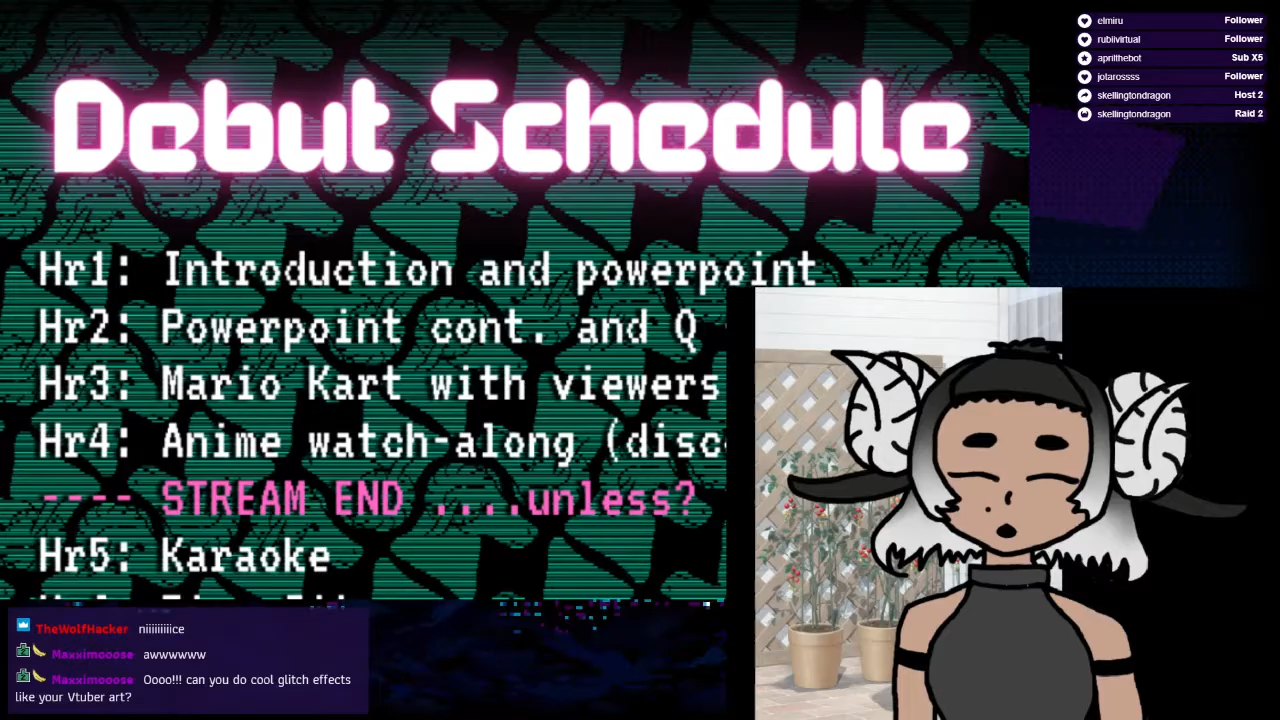 Debut Schedule
Hr1: Introduction and powerpoint
Hr2: Powerpoint cont. and Q
Hr3: Mario Kart with viewers
Hr4: Anime watch-along (disc
---- STREAM END ....unless?
Hr5: Karaoke
elmiru Follower
rubiivirtual Follower
aprilthebot Sub X5
jotarossss Follower
skellingtondragon Host 2
skellingtondragon Raid 2
TheWolfHacker niiiiiiiice
Maxximooose awwwwww
Maxximooose Oooo!!! can you do cool glitch effects
like your Vtuber art?